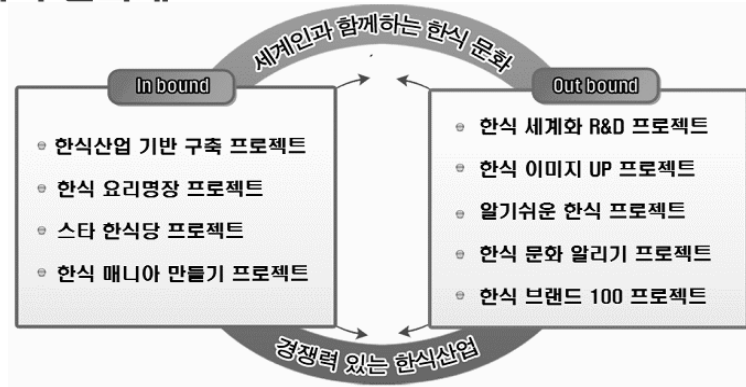 세계인과 함께하는 한식 문화
In bound
한식산업 기반 구축 프로젝트
한식 요리명장 프로젝트
스타 한식당 프로젝트
한식 매니아 만들기 프로젝트
Out bound
한식 세계화 R&D 프로젝트
한식 이미지 UP 프로젝트
알기쉬운 한식 프로젝트
한식 문화 알리기 프로젝트
한식 브랜드 100 프로젝트
경쟁력 있는 한식산업